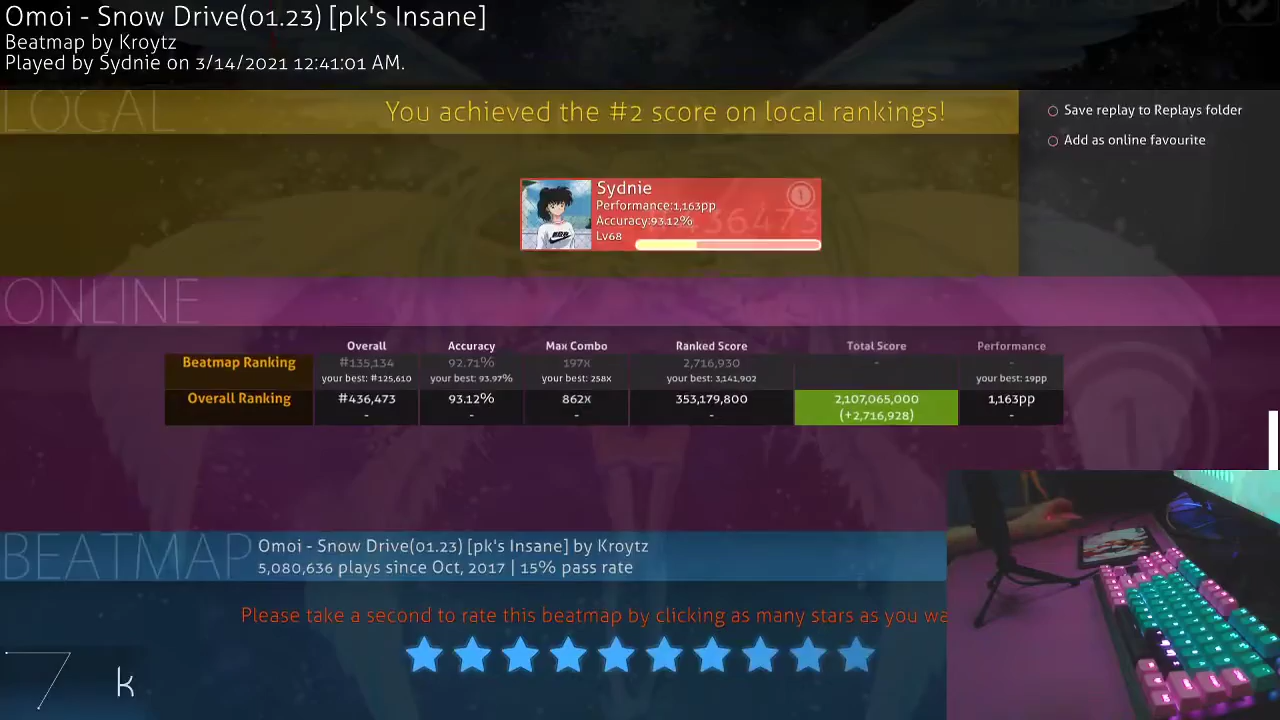 Omoi - Snow Drive(01.23) [pk's Insane]
Beatmap by Kroytz
Played by Sydnie on 3/14/2021 12:41:01 AM.
LOCAL
You achieved the #2 score on local rankings!
Save replay to Replays folder
Add as online favourite
Sydnie
Performance:1,163pp
Accuracy:93.12%
Lv68
1
#436473
ONLINE
Overall Accuracy Max Combo Ranked Score Total Score Performance
Beatmap Ranking #135,134 92.71% 197x 2,716,930 - -
your best: #125,610 your best: 93.97% your best: 258x your best: 3,141,902 your best: 19pp
Overall Ranking #436,473 93.12% 862x 353,179,800 2,107,065,000 1,163pp
- - - - (+2,716,928) -
BEATMAP
Omoi - Snow Drive(01.23) [pk's Insane] by Kroytz
5,080,636 plays since Oct, 2017 | 15% pass rate
Please take a second to rate this beatmap by clicking as many stars as you wa
k